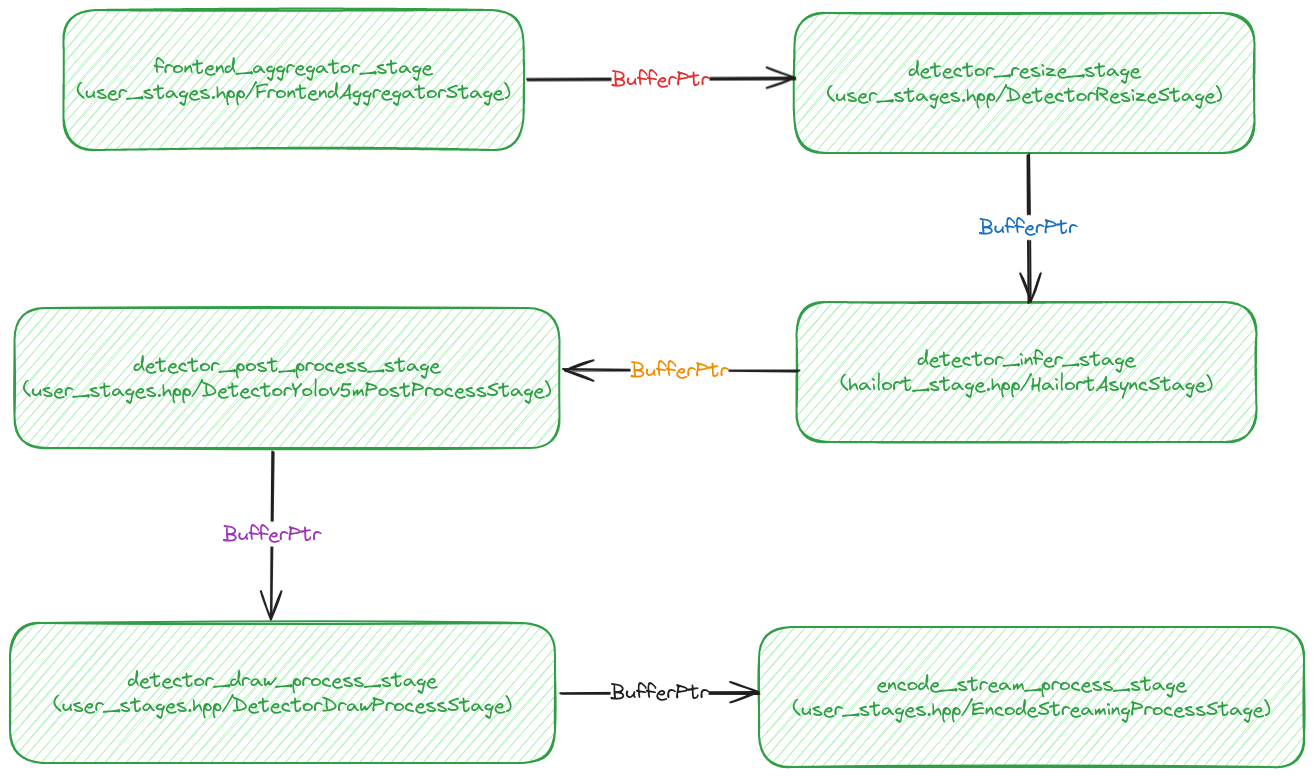 frontend_aggregator_stage
(user_stages.hpp/FrontendAggregatorStage)
BufferPtr
detector_resize_stage
(user_stages.hpp/DetectorResizeStage)
BufferPtr
detector_infer_stage
(hailort_stage.hpp/HailortAsyncStage)
BufferPtr
detector_post_process_stage
(user_stages.hpp/DetectorYolov5mPostProcessStage)
BufferPtr
detector_draw_process_stage
(user_stages.hpp/DetectorDrawProcessStage)
BufferPtr
encode_stream_process_stage
(user_stages.hpp/EncodeStreamingProcessStage)